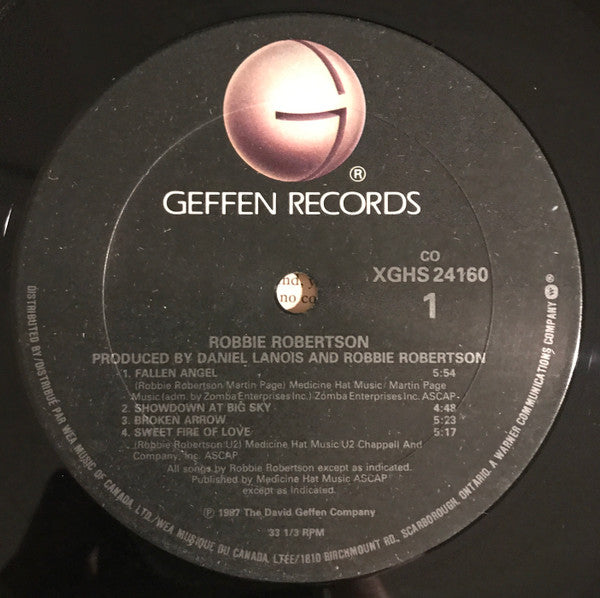 ®
GEFFEN RECORDS
CO
XGHS 24160
1
nd, y
no co
ROBBIE ROBERTSON
PRODUCED BY DANIEL LANOIS AND ROBBIE ROBERTSON
1. FALLEN ANGEL 5:54
(Robbie Robertson Martin Page) Medicine Hat Music/ Martin Page
Music (adm. by Zomba Enterprises Inc.) Zomba Enterprises Inc. ASCAP
2. SHOWDOWN AT BIG SKY 4:48
3. BROKEN ARROW 5:23
4. SWEET FIRE OF LOVE 5:17
(Robbie Robertson U2) Medicine Hat Music U2 Chappell And
Company, Inc. ASCAP
All songs by Robbie Robertson except as indicated.
Published by Medicine Hat Music ASCAP
except as indicated.
℗ 1987 The David Geffen Company
33 1/3 RPM
DISTRIBUTED BY/DISTRIBUÉ PAR WEA MUSIC OF CANADA, LTD./WEA MUSIQUE DU CANADA, LTÉE/1810 BIRCHMOUNT RD., SCARBOROUGH, ONTARIO. A WARNER COMMUNICATIONS COMPANY ®